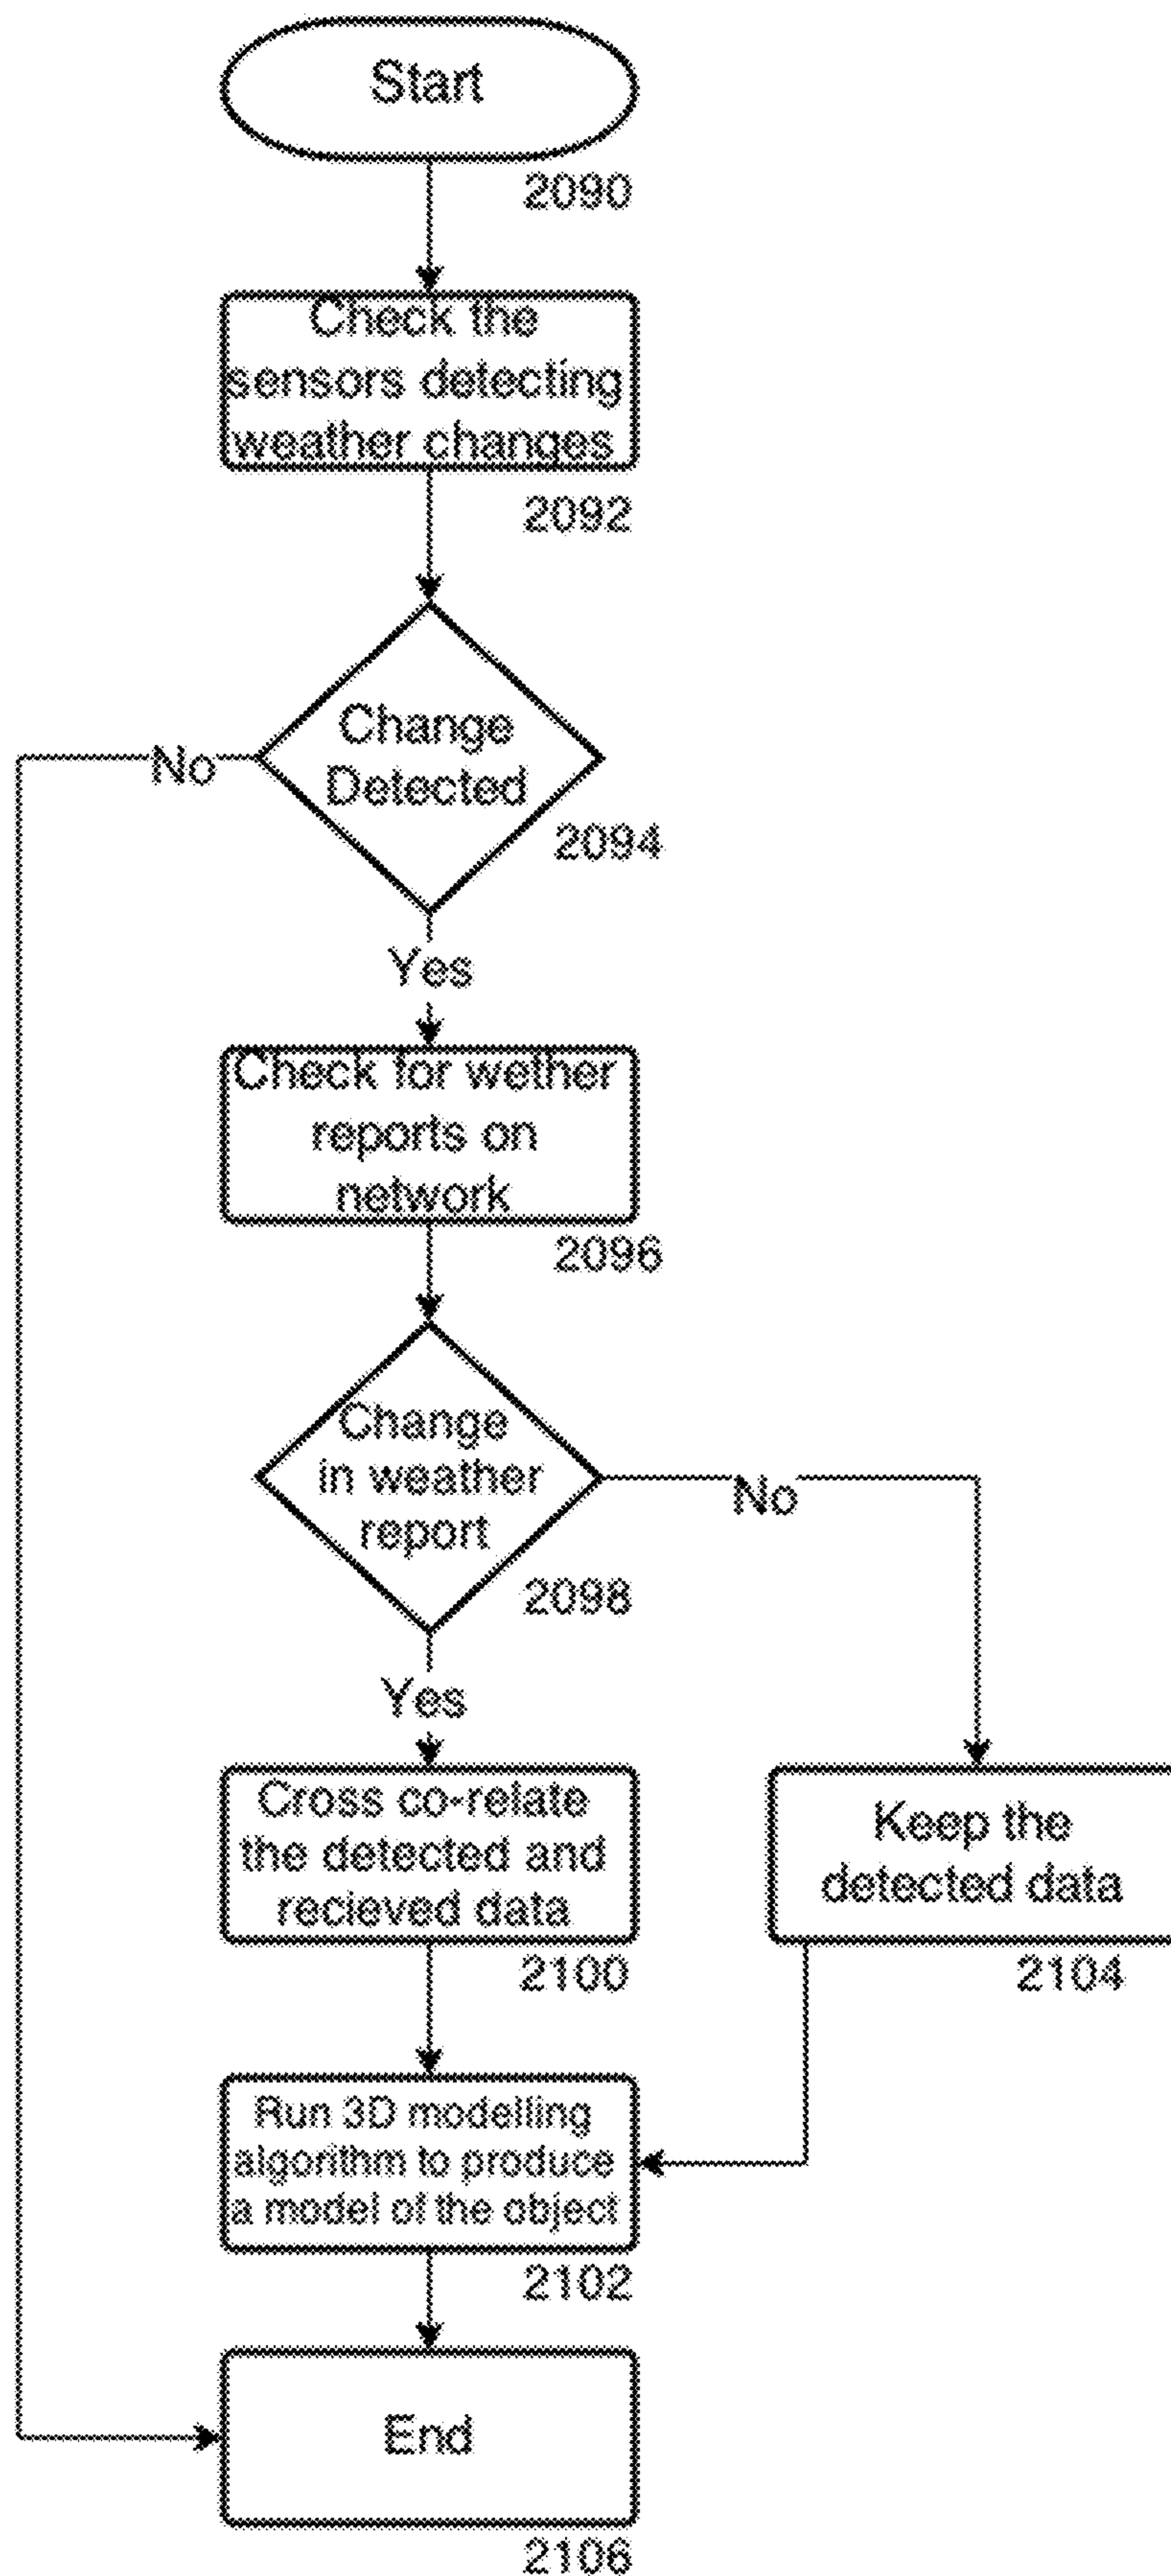 Start
2090
Check the
sensors detecting
weather changes
2092
Change
Detected
No
2094
Yes
Check for wether
reports on
network
2096
Change
in weather
report
No
2098
Yes
Cross co-relate
the detected and
recieved data
2100
Keep the
detected data
2104
Run 3D modelling
algorithm to produce
a model of the object
2102
End
2106